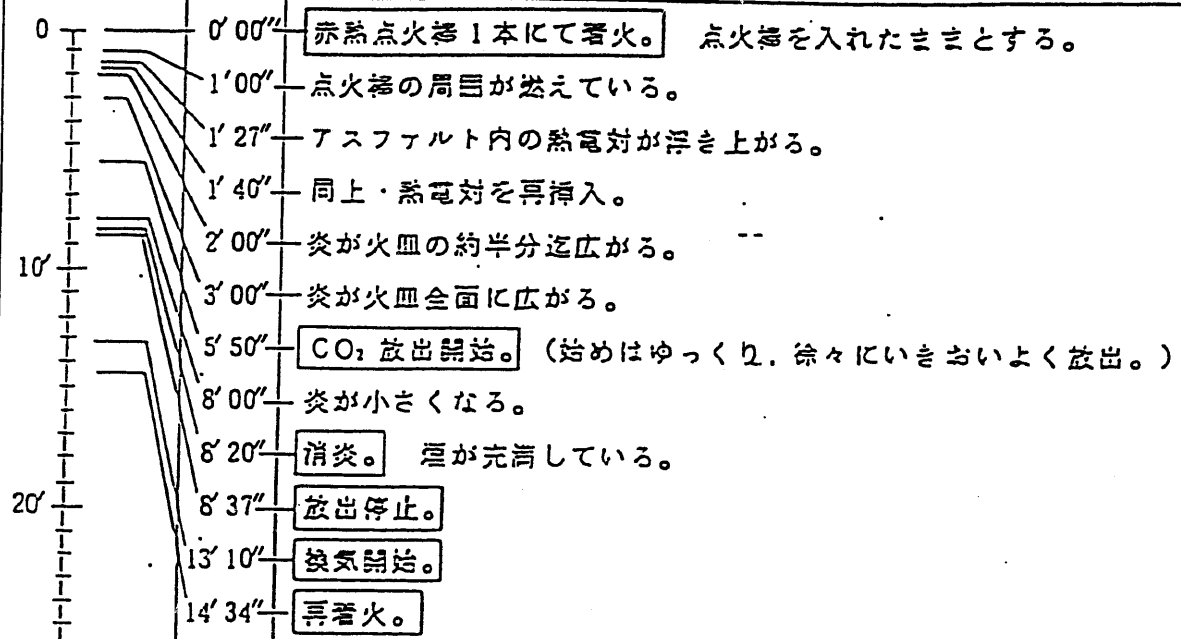 0 0′00″ 赤熱点火棒1本にて着火。 点火棒を入れたままとする。
1′00″ 点火棒の周囲が燃えている。
1′27″ アスファルト内の熱電対が浮き上がる。
1′40″ 同上・熱電対を再挿入。
2′00″ 炎が火皿の約半分迄広がる。
10′ 3′00″ 炎が火皿全面に広がる。
5′50″ CO₂ 放出開始。 (始めはゆっくり、徐々にいきおいよく放出。)
8′00″ 炎が小さくなる。
8′20″ 消炎。 煙が充満している。
20′ 8′37″ 放出停止。
13′10″ 換気開始。
14′34″ 再着火。